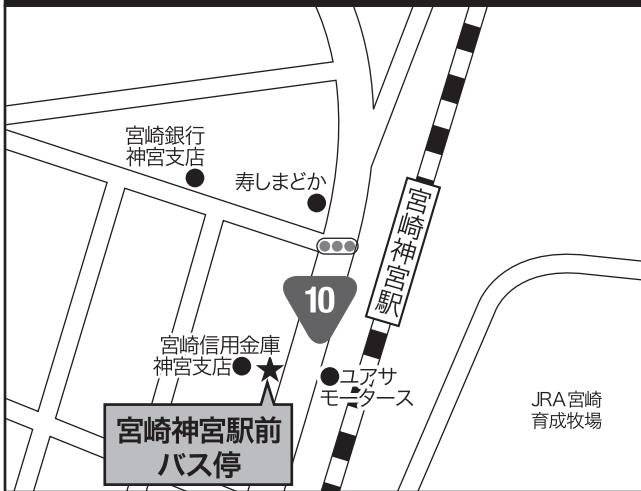 宮崎銀行
神宮支店
寿しまどか
宮崎神宮駅
10
宮崎信用金庫
神宮支店
ユアサ
モータース
JRA宮崎
育成牧場
宮崎神宮駅前
バス停